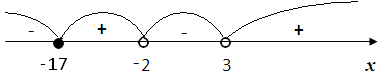 - + - +
-17 -2 3 x